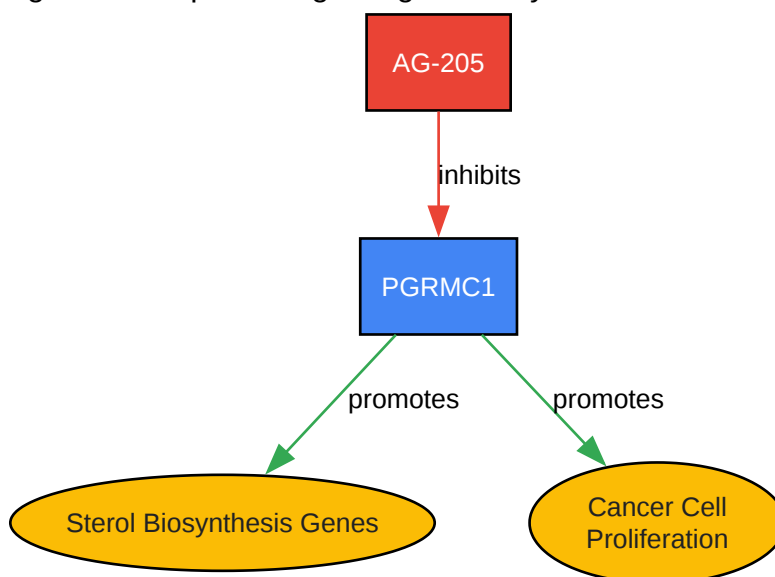 AG-205
inhibits
PGRMC1
promotes
promotes
Sterol Biosynthesis Genes
Cancer Cell
Proliferation